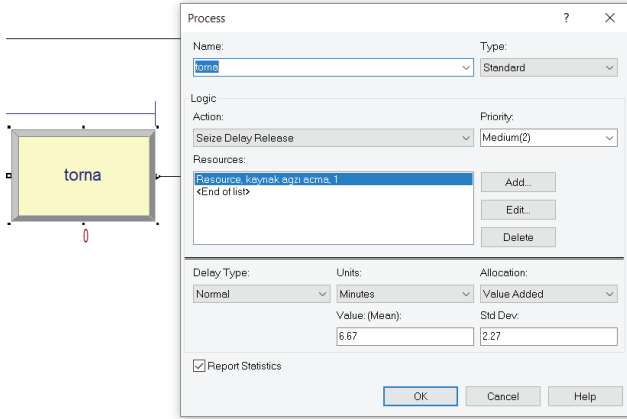 Process
? ×
Name:
Type:
torna
Standard
Logic
Action:
Priority:
Seize Delay Release
Medium(2)
Resources:
Resource, kaynak agzı acma, 1
<End of list>
Add...
Edit...
Delete
Delay Type:
Units:
Allocation:
Normal
Minutes
Value Added
Value: (Mean):
Std Dev:
6.67
2.27
Report Statistics
OK
Cancel
Help
torna
0